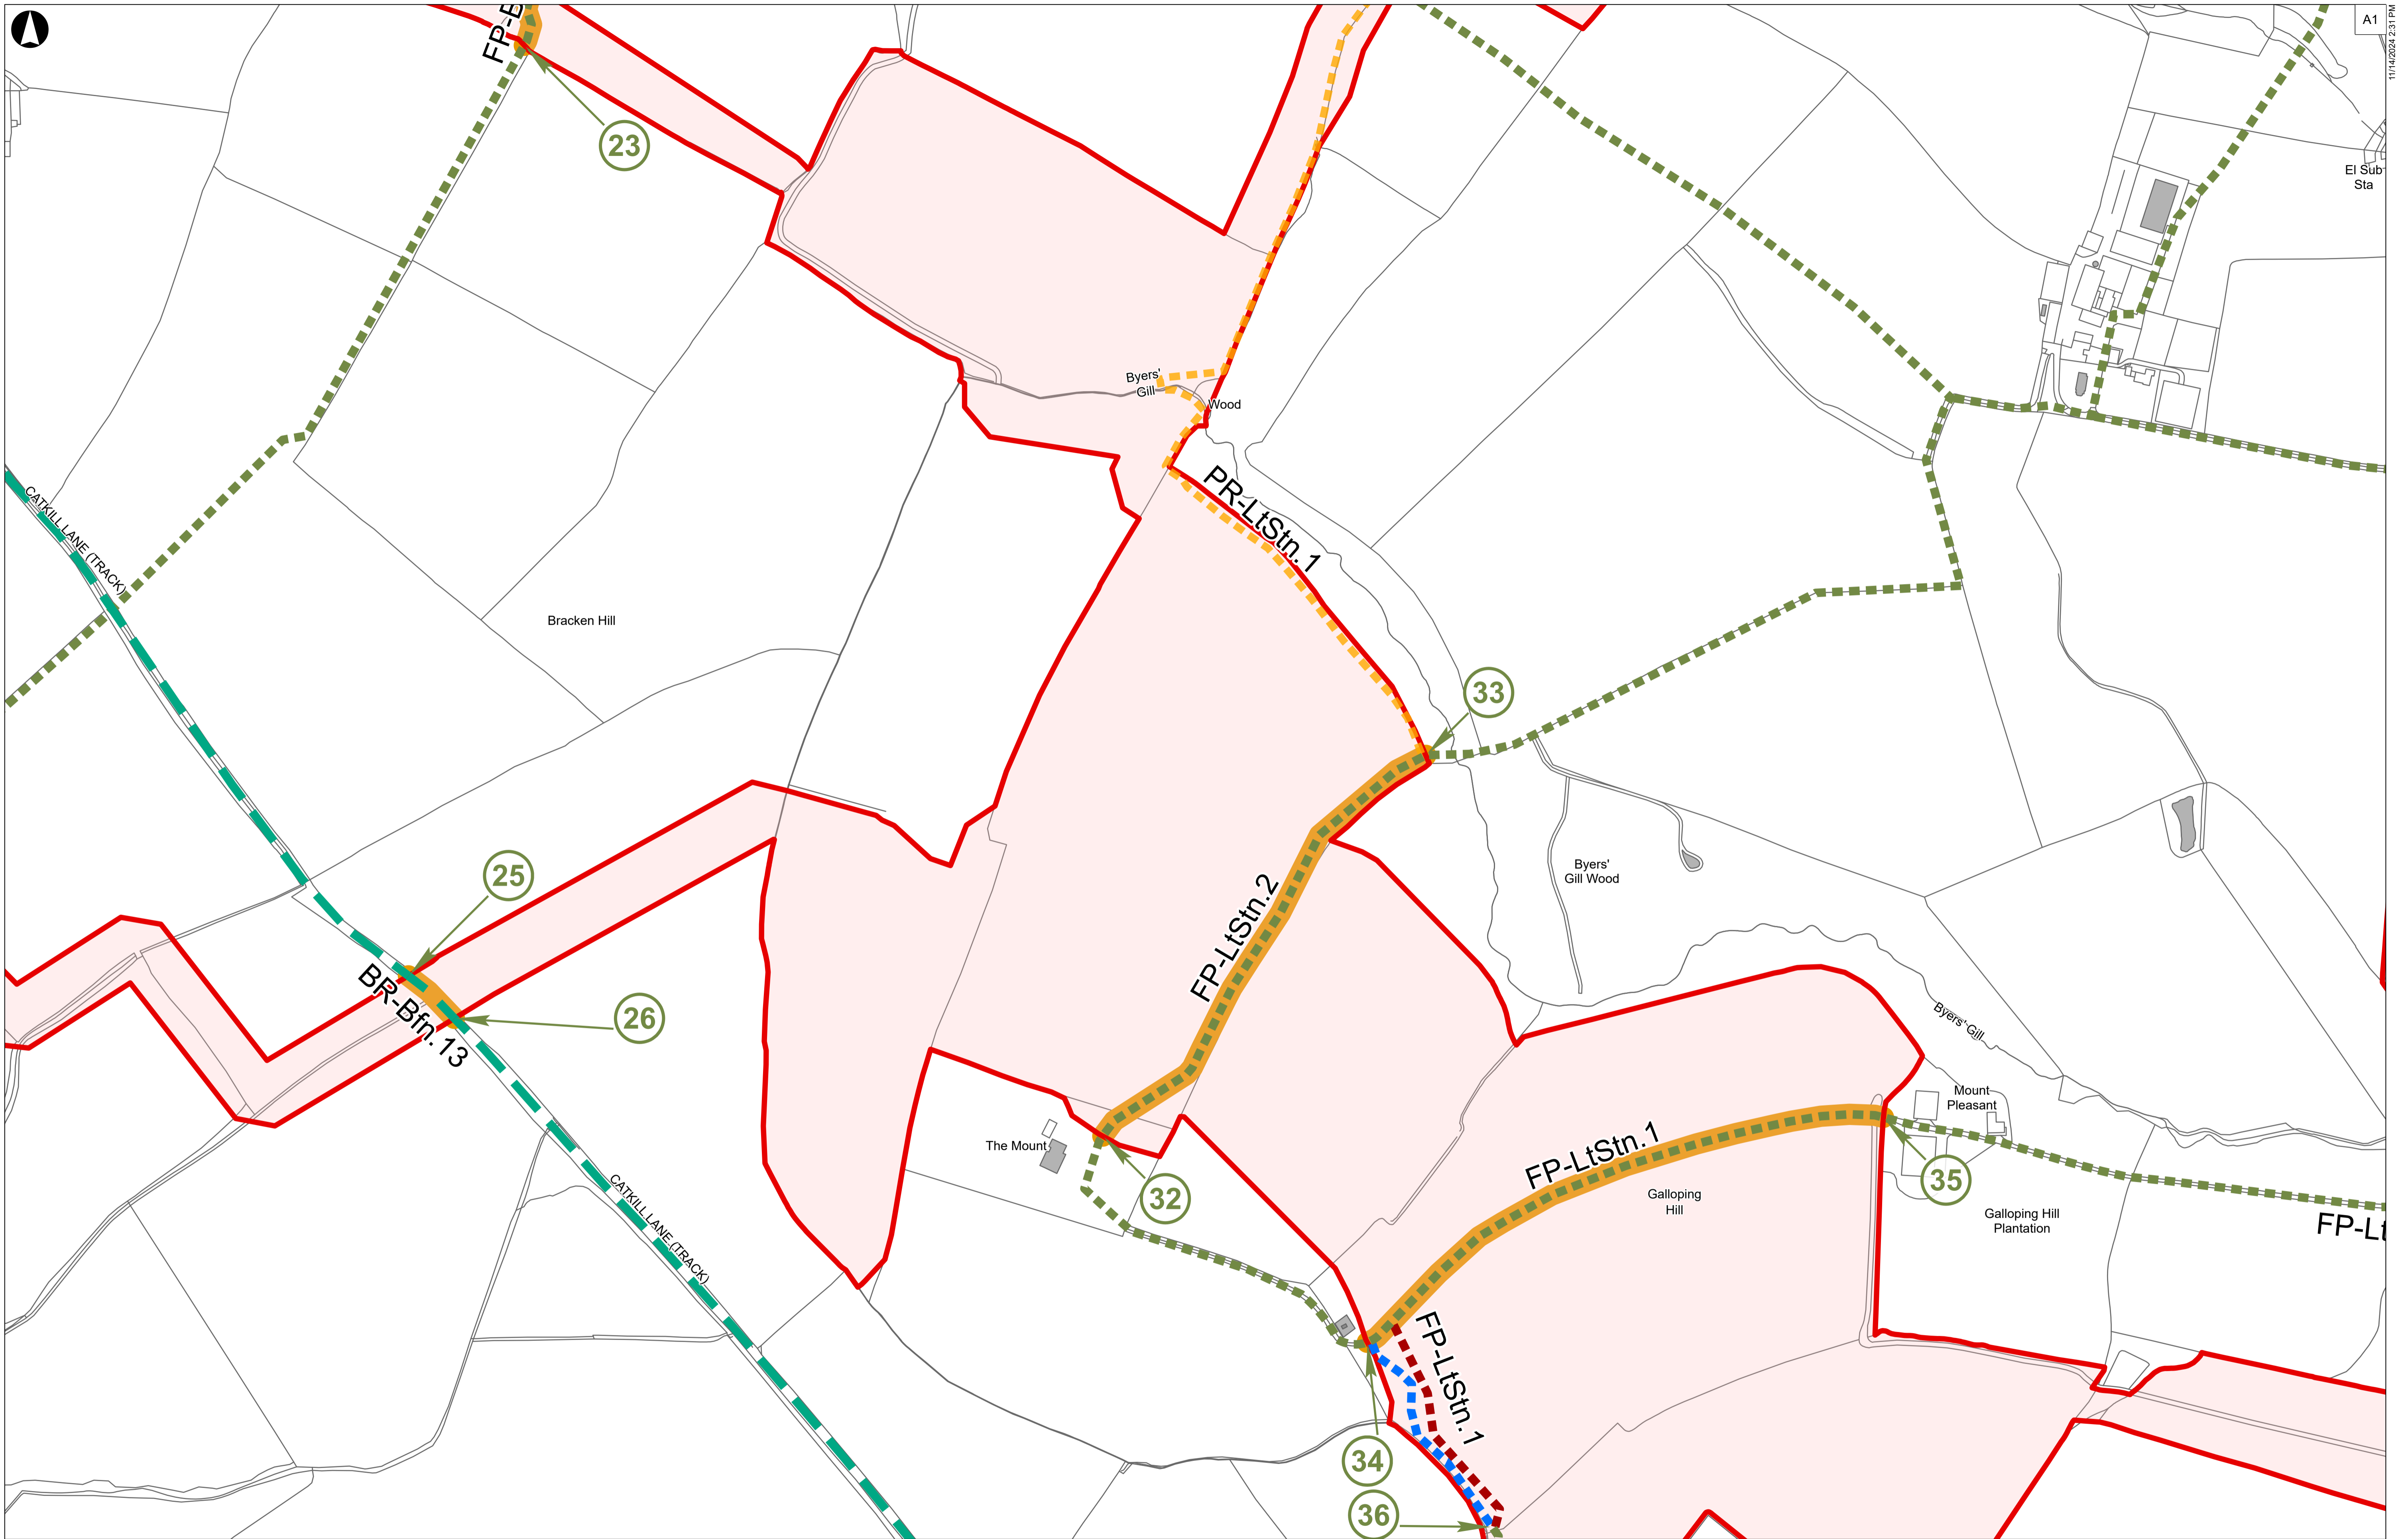 A1
11/14/2024 2:31 PM
FP-B
23
El Sub
Sta
Byers'
Gill
Wood
PR-LtStn.1
CATKILL LANE (TRACK)
Bracken Hill
33
25
Byers'
Gill Wood
FP-LtStn.2
BR-Bfn.13
26
Byers' Gill
Mount
Pleasant
The Mount
FP-LtStn.1
32
35
Galloping
Hill
Galloping Hill
Plantation
CATKILL LANE (TRACK)
FP-Lt
FP-LtStn.1
34
36